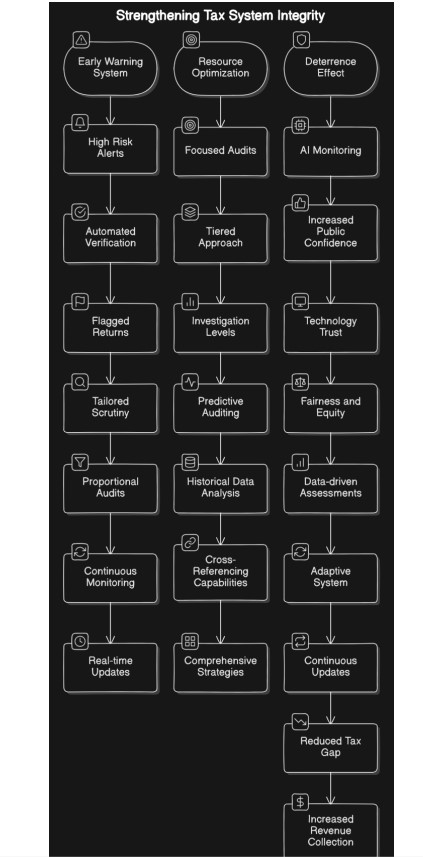 Strengthening Tax System Integrity
Early Warning
System
High Risk
Alerts
Automated
Verification
Flagged
Returns
Tailored
Scrutiny
Proportional
Audits
Continuous
Monitoring
Real-time
Updates
Resource
Optimization
Focused Audits
Tiered
Approach
Investigation
Levels
Predictive
Auditing
Historical Data
Analysis
Cross-
Referencing
Capabilities
Comprehensive
Strategies
Deterrence
Effect
AI Monitoring
Increased
Public
Confidence
Technology
Trust
Fairness and
Equity
Data-driven
Assessments
Adaptive
System
Continuous
Updates
Reduced Tax
Gap
Increased
Revenue
Collection